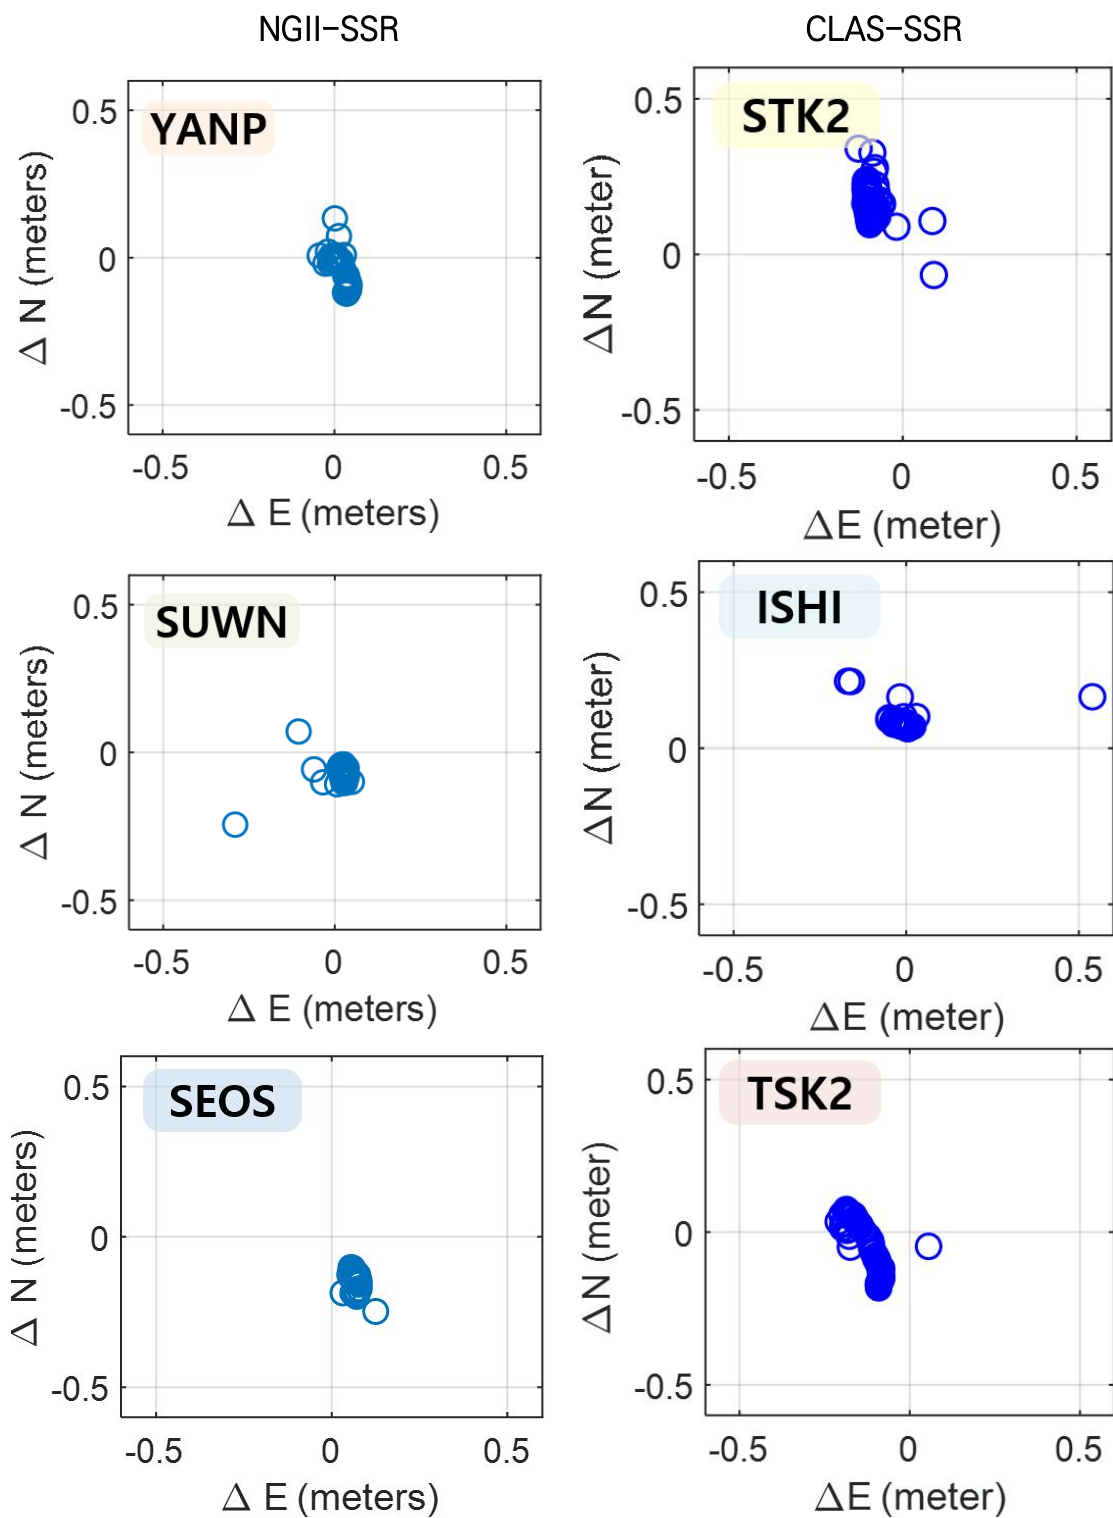 NGII-SSR
CLAS-SSR
YANP
0.5
0
-0.5
-0.5 0 0.5
Δ N (meters)
Δ E (meters)
STK2
0.5
0
-0.5
-0.5 0 0.5
ΔN (meter)
ΔE (meter)
SUWN
0.5
0
-0.5
-0.5 0 0.5
Δ N (meters)
Δ E (meters)
ISHI
0.5
0
-0.5
-0.5 0 0.5
ΔN (meter)
ΔE (meter)
SEOS
0.5
0
-0.5
-0.5 0 0.5
Δ N (meters)
Δ E (meters)
TSK2
0.5
0
-0.5
-0.5 0 0.5
ΔN (meter)
ΔE (meter)